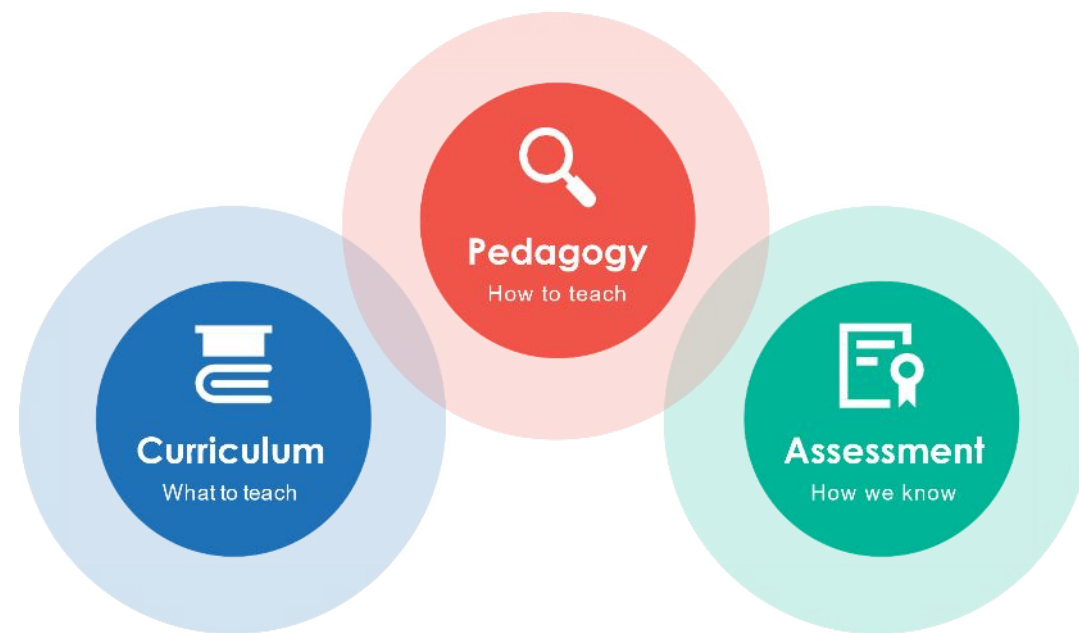 Pedagogy
How to teach
Curriculum
What to teach
Assessment
How we know